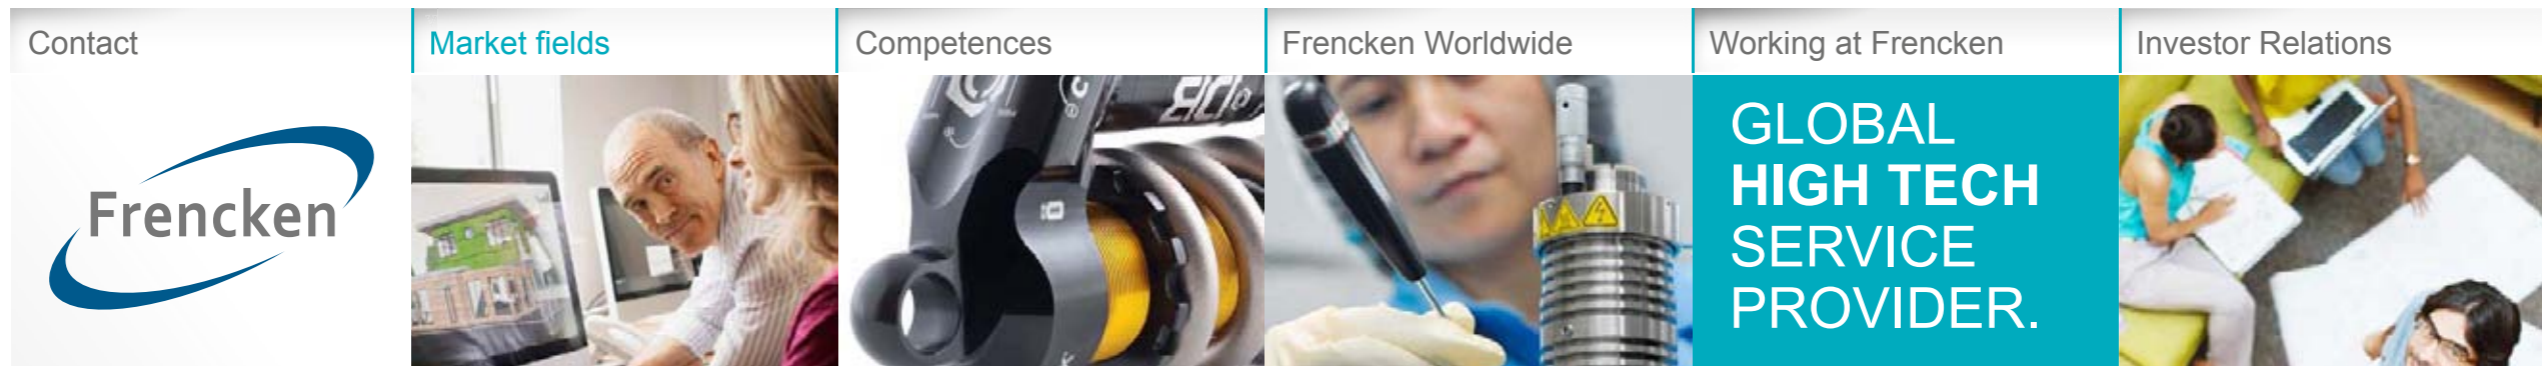 Contact
Market fields
Competences
Frencken Worldwide
Working at Frencken
Investor Relations
Frencken
GLOBAL
HIGH TECH
SERVICE
PROVIDER.